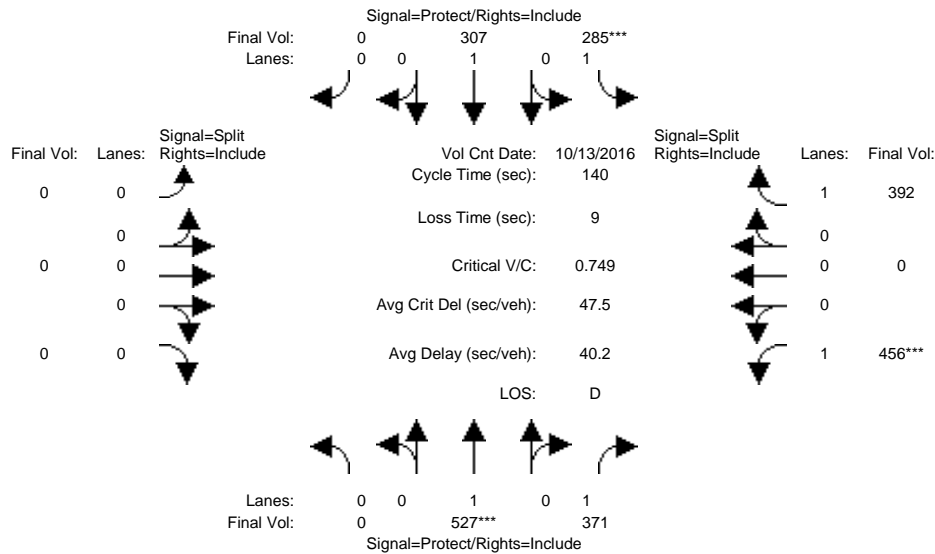 Signal=Protect/Rights=Include
Final Vol: 0 307 285***
Lanes: 0 0 1 0 1
Signal=Split
Final Vol: Lanes: Rights=Include
Vol Cnt Date: 10/13/2016
Signal=Split
Rights=Include Lanes: Final Vol:
Cycle Time (sec): 140
0 0
1 392
Loss Time (sec): 9
0
0
0 0
Critical V/C: 0.749
0 0
0
Avg Crit Del (sec/veh): 47.5
0
0 0
Avg Delay (sec/veh): 40.2
1 456***
LOS: D
Lanes: 0 0 1 0 1
Final Vol: 0 527*** 371
Signal=Protect/Rights=Include